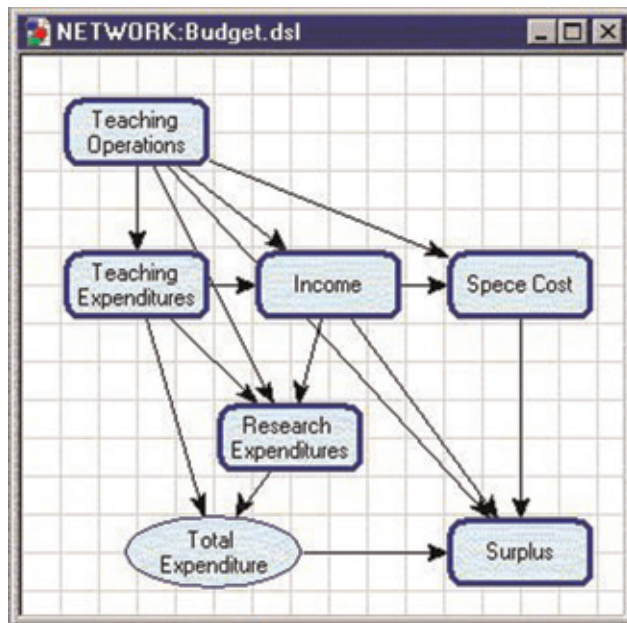 NETWORK:Budget.dsl
Teaching
Operations
Teaching
Expenditures
Income
Spece Cost
Research
Expenditures
Total
Expenditure
Surplus